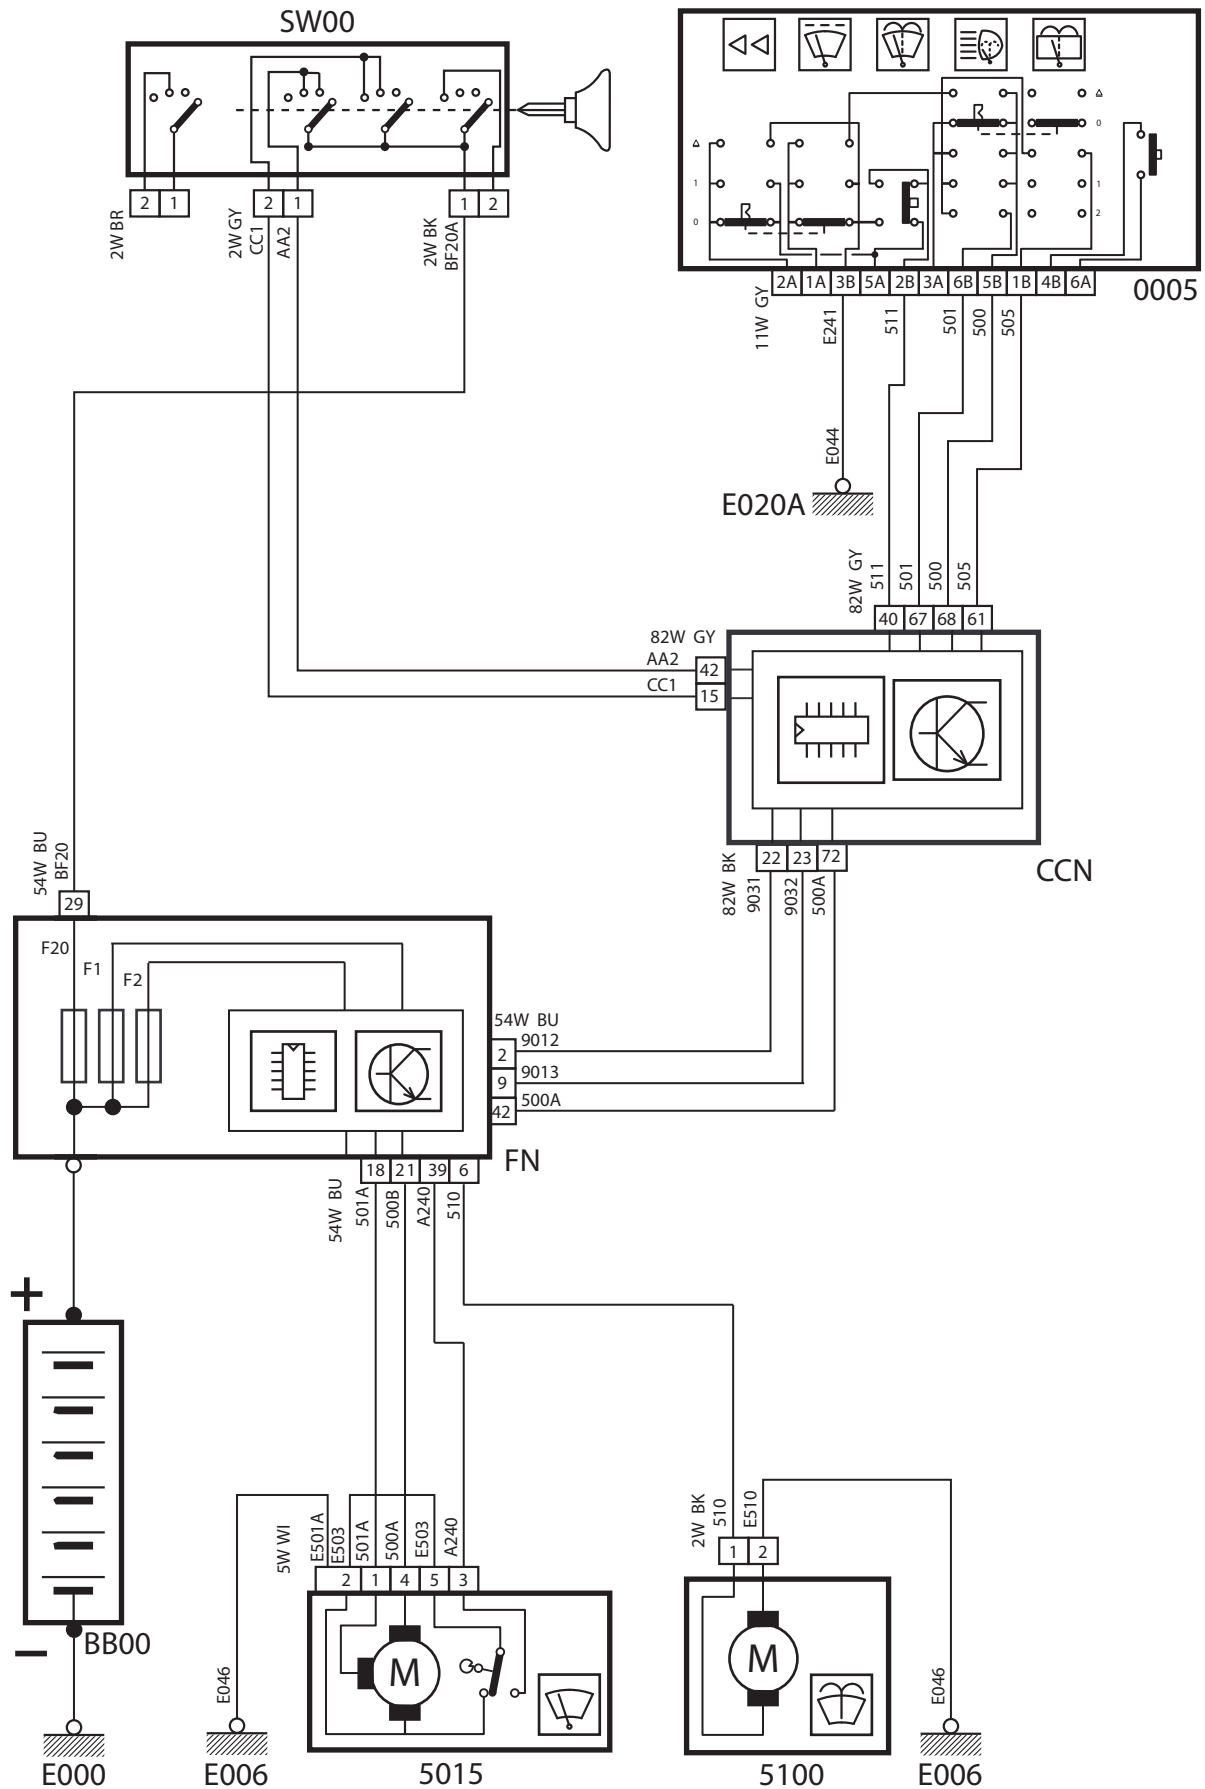 SW00
2 1
2W BR
2 1
2W GY
CC1
AA2
1 2
2W BK
BF20A
△
0
1
2
△
1
0
2A 1A 3B 5A 2B 3A 6B 5B 1B 4B 6A
0005
11W GY
E241
511
501
500
505
E044
E020A
82W GY
511
501
500
505
40 67 68 61
82W GY
AA2
42
CC1
15
22 23 72
CCN
82W BK
9031
9032
500A
54W BU
BF20
29
F20
F1
F2
54W BU
9012
2
9013
9
500A
42
FN
18 21 39 6
54W BU
501A
500B
A240
510
+
−
BB00
E000
E046
E006
5W WI
E501A
E503
501A
500A
E503
A240
2 1 4 5 3
M
5015
2W BK
510
E510
1 2
M
5100
E046
E006